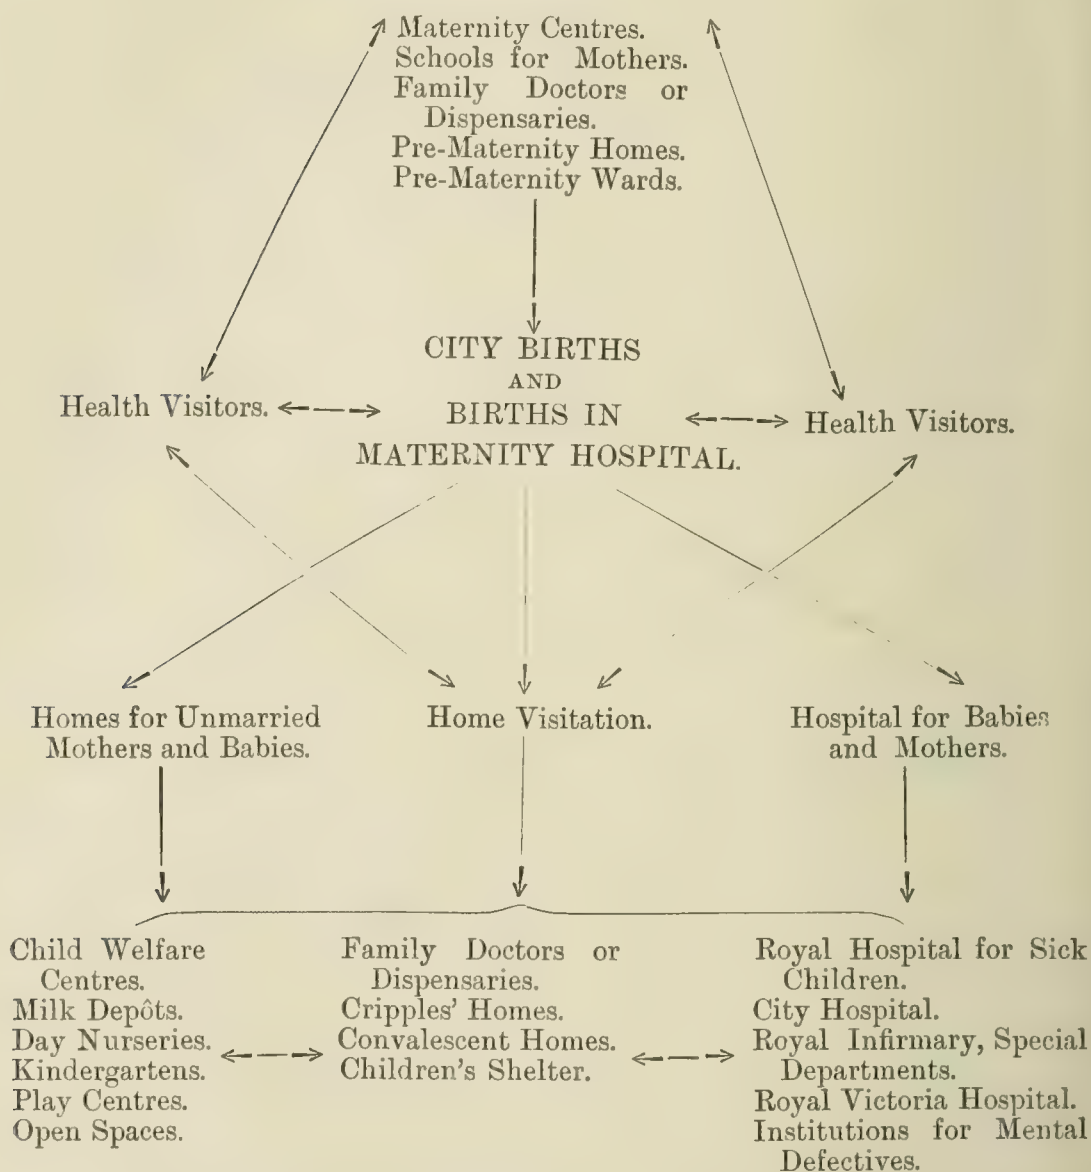 Maternity Centres.
Schools for Mothers.
Family Doctors or
Dispensaries.
Pre-Maternity Homes.
Pre-Maternity Wards.
CITY BIRTHS
AND
BIRTHS IN
MATERNITY HOSPITAL.
Health Visitors.
Health Visitors.
Homes for Unmarried
Mothers and Babies.
Home Visitation.
Hospital for Babies
and Mothers.
Child Welfare
Centres.
Milk Depôts.
Day Nurseries.
Kindergartens.
Play Centres.
Open Spaces.
Family Doctors or
Dispensaries.
Cripples' Homes.
Convalescent Homes.
Children's Shelter.
Royal Hospital for Sick
Children.
City Hospital.
Royal Infirmary, Special
Departments.
Royal Victoria Hospital.
Institutions for Mental
Defectives.